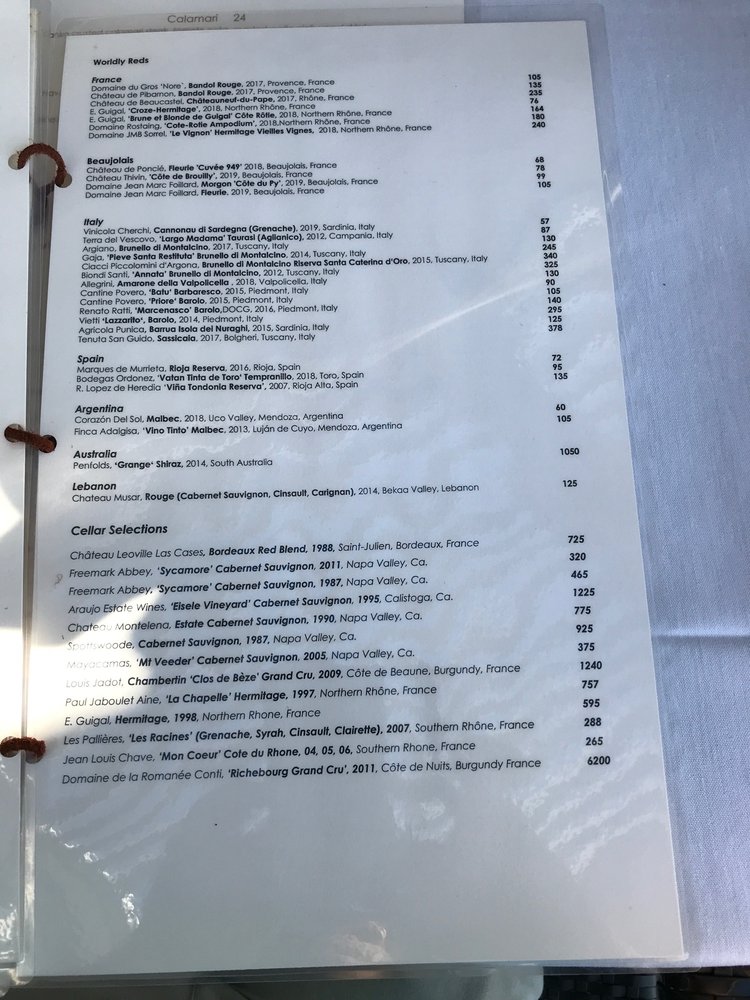 Calamari 24
Worldly Reds
France
Domaine du Gros 'Nore', Bandol Rouge, 2017, Provence, France 105
Château de Pibarnon, Bandol Rouge, 2017, Provence, France 135
Château de Beaucastel, Châteauneuf-du-Pape, 2017, Rhône, France 235
E. Guigal, 'Croze-Hermitage', 2018, Northern Rhône, France 76
E. Guigal, 'Brune et Blonde de Guigal' Côte Rôtie, 2018, Northern Rhône, France 164
Domaine Rostaing, 'Cote-Rotie Ampodium', 2018,Northern Rhône, France 180
Domaine JMB Sorrel, 'Le Vignon' Hermitage Vieilles Vignes, 2018, Northern Rhône, France 240
Beaujolais
Château de Poncié, Fleurie 'Cuvée 949' 2018, Beaujolais, France 68
Château Thivin, 'Côte de Brouilly', 2019, Beaujolais, France 78
Domaine Jean Marc Foillard, Morgon 'Côte du Py', 2019, Beaujolais, France 99
Domaine Jean Marc Foillard, Fleurie, 2019, Beaujolais, France 105
Italy
Vinicola Cherchi, Cannonau di Sardegna (Grenache), 2019, Sardinia, Italy 57
Terra del Vescovo, 'Largo Madama' Taurasi (Aglianico), 2012, Campania, Italy 87
Argiano, Brunello di Montalcino, 2017, Tuscany, Italy 130
Gaja, 'Pieve Santa Restituta' Brunello di Montalcino, 2014, Tuscany, Italy 245
Ciacci Piccolomini d'Argona, Brunello di Montalcino Riserva Santa Caterina d'Oro, 2015, Tuscany, Italy 340
Biondi Santi, 'Annata' Brunello di Montalcino, 2012, Tuscany, Italy 325
Allegrini, Amarone della Valpolicella , 2018, Valpolicella, Italy 130
Cantine Povero, 'Batu' Barbaresco, 2015, Piedmont, Italy 90
Cantine Povero, 'Priore' Barolo, 2015, Piedmont, Italy 105
Renato Ratti, 'Marcenasco' Barolo,DOCG, 2016, Piedmont, Italy 140
Vietti 'Lazzarito', Barolo, 2014, Piedmont, Italy 295
Agricola Punica, Barrua Isola dei Nuraghi, 2015, Sardinia, Italy 125
Tenuta San Guido, Sassicaia, 2017, Bolgheri, Tuscany, Italy 378
Spain
Marques de Murrieta, Rioja Reserva, 2016, Rioja, Spain 72
Bodegas Ordonez, 'Vatan Tinta de Toro' Tempranillo, 2018, Toro, Spain 95
R. Lopez de Heredia 'Viña Tondonia Reserva', 2007, Rioja Alta, Spain 135
Argentina
Corazón Del Sol, Malbec, 2018, Uco Valley, Mendoza, Argentina 60
Finca Adalgisa, 'Vino Tinto' Malbec, 2013, Luján de Cuyo, Mendoza, Argentina 105
Australia
Penfolds, 'Grange' Shiraz, 2014, South Australia 1050
Lebanon
Chateau Musar, Rouge (Cabernet Sauvignon, Cinsault, Carignan), 2014, Bekaa Valley, Lebanon 125
Cellar Selections
Château Leoville Las Cases, Bordeaux Red Blend, 1988, Saint-Julien, Bordeaux, France 725
Freemark Abbey, 'Sycamore' Cabernet Sauvignon, 2011, Napa Valley, Ca. 320
Freemark Abbey, 'Sycamore' Cabernet Sauvignon, 1987, Napa Valley, Ca. 465
Araujo Estate Wines, 'Eisele Vineyard' Cabernet Sauvignon, 1995, Calistoga, Ca. 1225
Chateau Montelena, Estate Cabernet Sauvignon, 1990, Napa Valley, Ca. 775
Spottswoode, Cabernet Sauvignon, 1987, Napa Valley, Ca. 925
Mayacamas, 'Mt Veeder' Cabernet Sauvignon, 2005, Napa Valley, Ca. 375
Louis Jadot, Chambertin 'Clos de Bèze' Grand Cru, 2009, Côte de Beaune, Burgundy, France 1240
Paul Jaboulet Aine, 'La Chapelle' Hermitage, 1997, Northern Rhône, France 757
E. Guigal, Hermitage, 1998, Northern Rhone, France 595
Les Pallières, 'Les Racines' (Grenache, Syrah, Cinsault, Clairette), 2007, Southern Rhône, France 288
Jean Louis Chave, 'Mon Coeur' Cote du Rhone, 04, 05, 06, Southern Rhône, France 265
Domaine de la Romanée Conti, 'Richebourg Grand Cru', 2011, Côte de Nuits, Burgundy France 6200